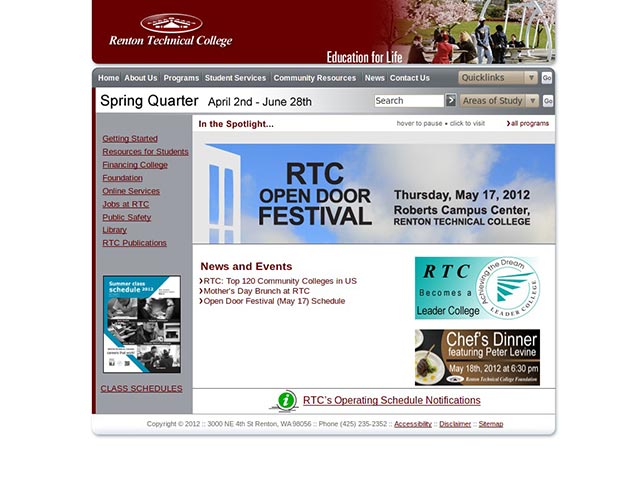 Renton Technical College
Education for Life
Home About Us Programs Student Services Community Resources News Contact Us Quicklinks Go
Spring Quarter April 2nd - June 28th Search Areas of Study Go
In the Spotlight... hover to pause • click to visit all programs
Getting Started
Resources for Students
Financing College
Foundation
Online Services
Jobs at RTC
Public Safety
Library
RTC Publications
RTC
OPEN DOOR
FESTIVAL
Thursday, May 17, 2012
Roberts Campus Center,
RENTON TECHNICAL COLLEGE
News and Events
RTC: Top 120 Community Colleges in US
Mother's Day Brunch at RTC
Open Door Festival (May 17) Schedule
RTC
Becomes a
Leader College
Achieving the Dream
LEADER COLLEGE
Summer class
schedule 2012
Chef's Dinner
featuring Peter Levine
May 18th, 2012 at 6:30 pm
Renton Technical College Foundation
CLASS SCHEDULES
RTC's Operating Schedule Notifications
Copyright © 2012 :: 3000 NE 4th St Renton, WA 98056 :: Phone (425) 235-2352 :: Accessibility :: Disclaimer :: Sitemap